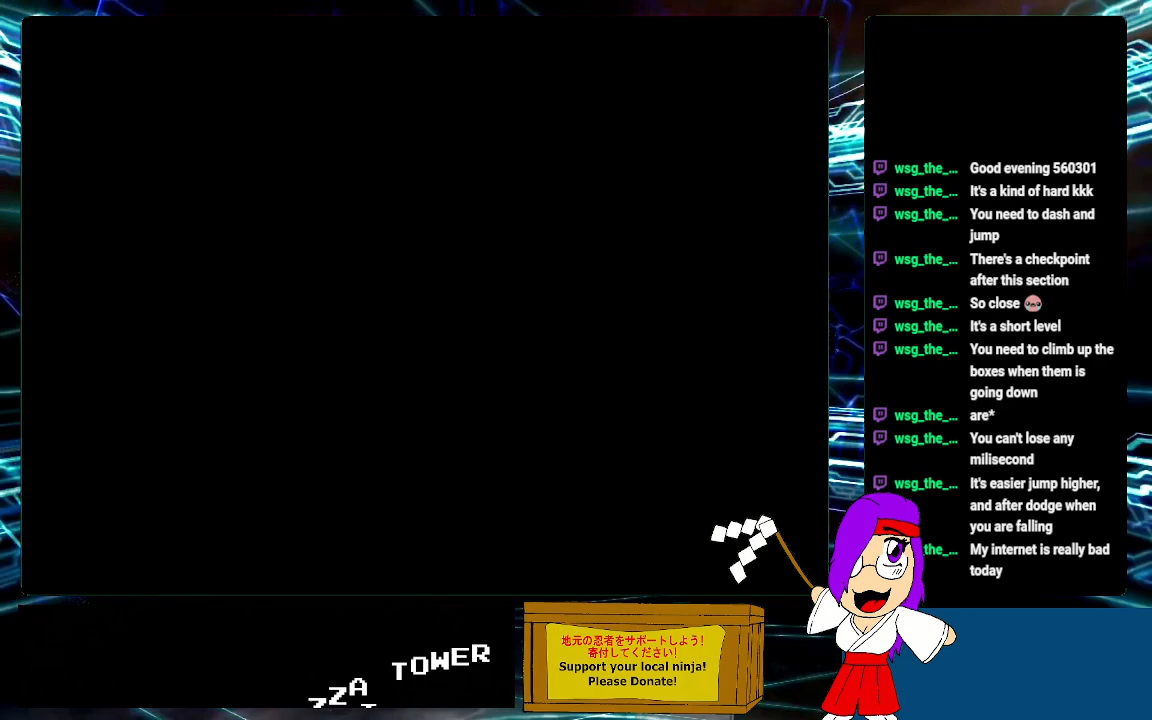 wsg_the_... Good evening 560301
wsg_the_... It's a kind of hard kkk
wsg_the_... You need to dash and
jump
wsg_the_... There's a checkpoint
after this section
wsg_the_... So close
wsg_the_... It's a short level
wsg_the_... You need to climb up the
boxes when them is
going down
wsg_the_... are*
wsg_the_... You can't lose any
milisecond
wsg_the_... It's easier jump higher,
and after dodge when
you are falling
the_... My internet is really bad
today
地元の忍者をサポートしよう!
寄付してください!
Support your local ninja!
Please Donate!
TOWER